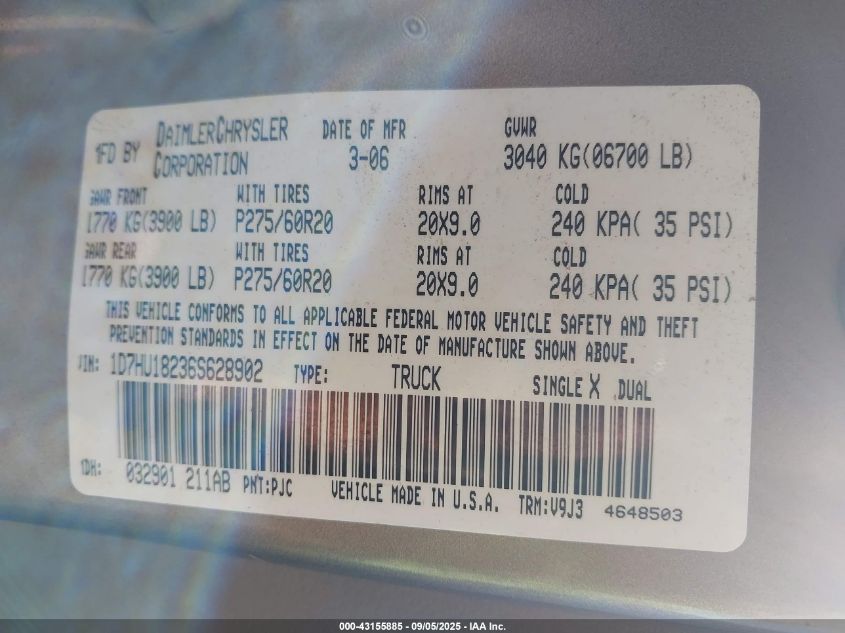 MFD BY DAIMLERCHRYSLER CORPORATION DATE OF MFR 3-06 GVWR 3040 KG(06700 LB)
GAWR FRONT WITH TIRES RIMS AT COLD
1770 KG(3900 LB) P275/60R20 20X9.0 240 KPA( 35 PSI)
GAWR REAR WITH TIRES RIMS AT COLD
1770 KG(3900 LB) P275/60R20 20X9.0 240 KPA( 35 PSI)
THIS VEHICLE CONFORMS TO ALL APPLICABLE FEDERAL MOTOR VEHICLE SAFETY AND THEFT
PREVENTION STANDARDS IN EFFECT ON THE DATE OF MANUFACTURE SHOWN ABOVE.
VIN: 1D7HU18236S628902 TYPE: TRUCK SINGLE X DUAL
MDH: 032901 211AB PNT:PJC VEHICLE MADE IN U.S.A. TRM:V9J3 4648503
000-43155885 - 09/05/2025 - IAA Inc.